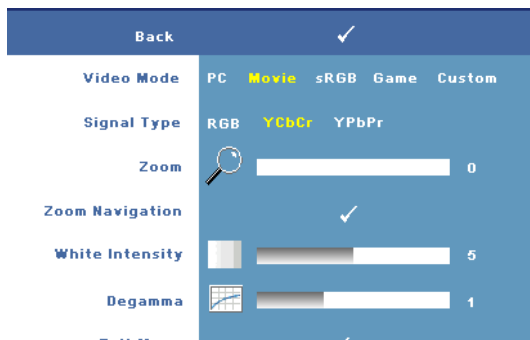 Back
Video Mode PC Movie sRGB Game Custom
Signal Type RGB YCbCr YPbPr
Zoom 0
Zoom Navigation
White Intensity 5
Degamma 1